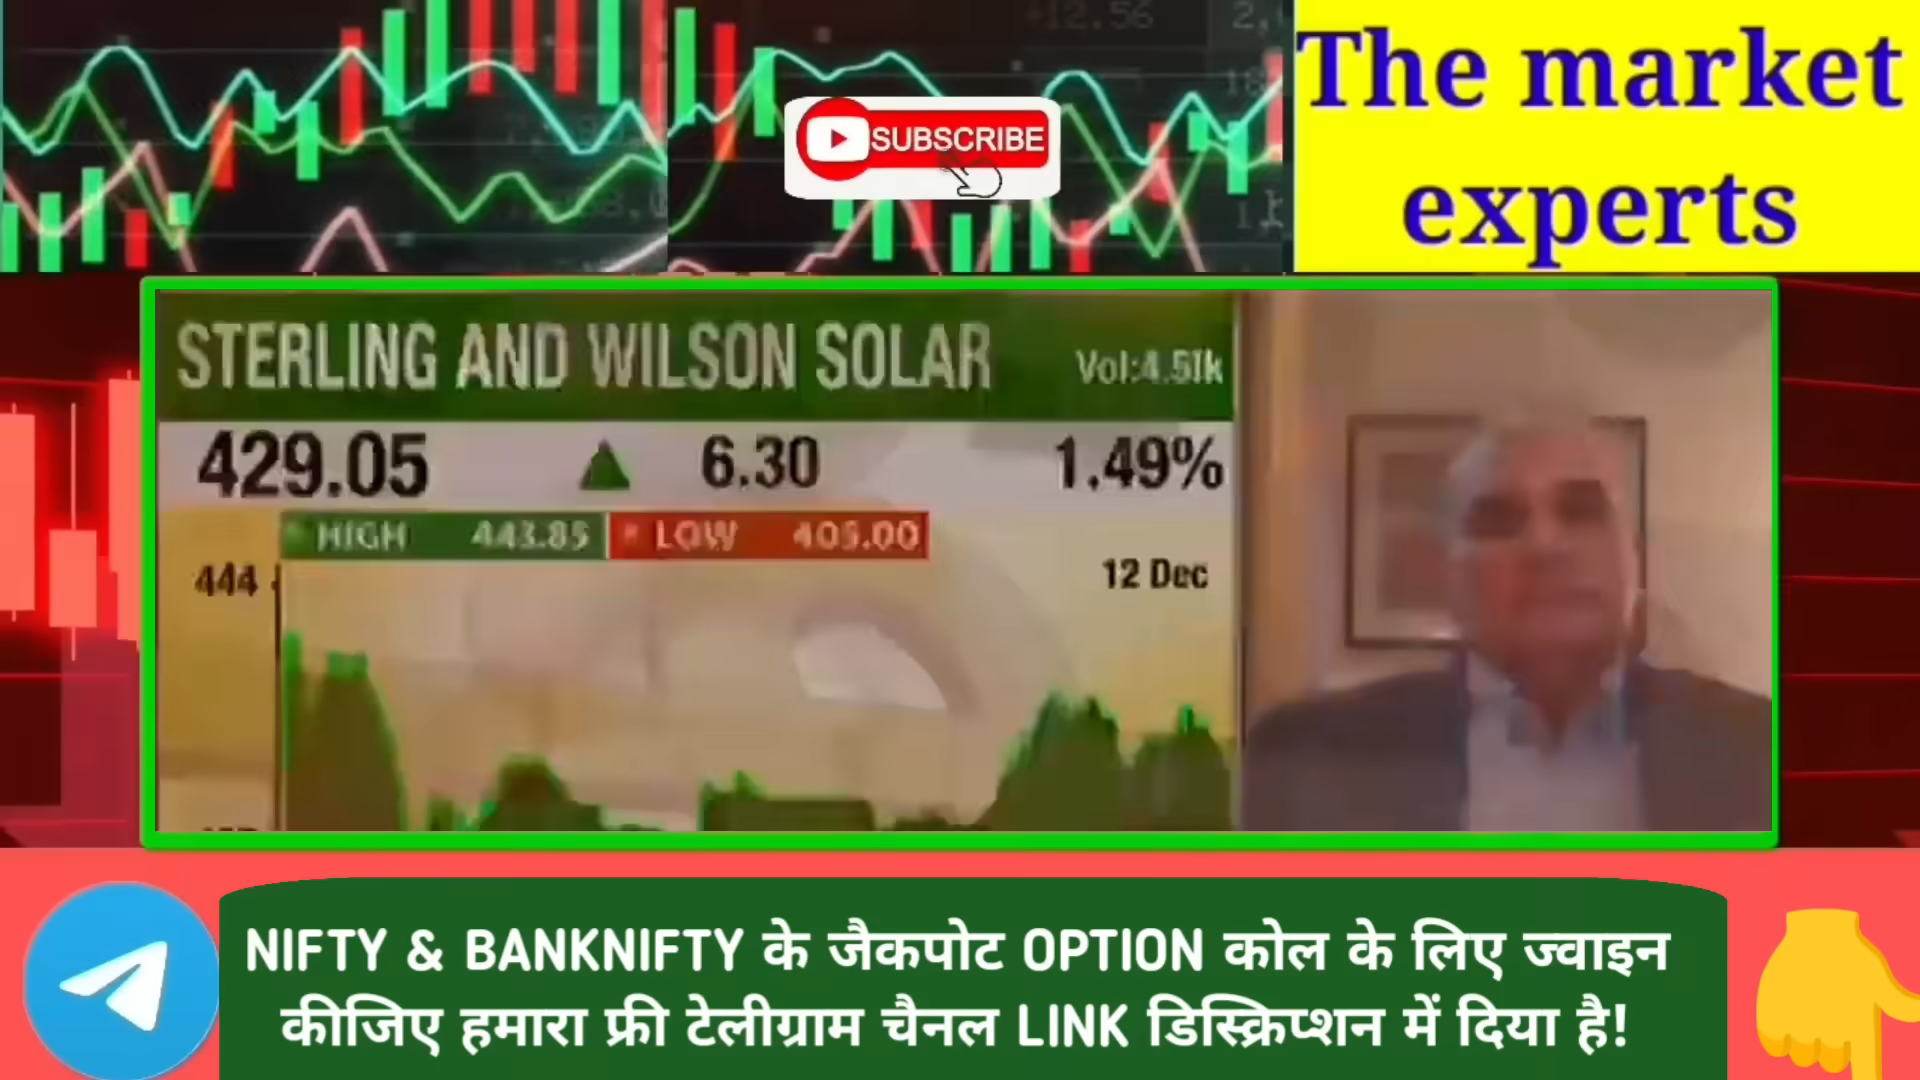 The market
experts
SUBSCRIBE
STERLING AND WILSON SOLAR
Vol:4.51k
429.05 ▲ 6.30 1.49%
HIGH 443.85 LOW 405.00
444
12 Dec
NIFTY & BANKNIFTY के जैकपोट OPTION कोल के लिए ज्वाइन
कीजिए हमारा फ्री टेलीग्राम चैनल LINK डिस्क्रिप्शन में दिया है!